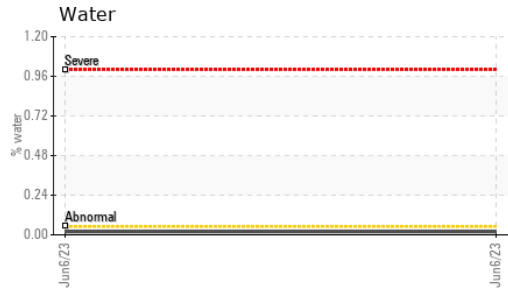 Water
1.20
Severe
0.96
0.72
% water
0.48
0.24
Abnormal
0.00
Jun6/23
Jun6/23